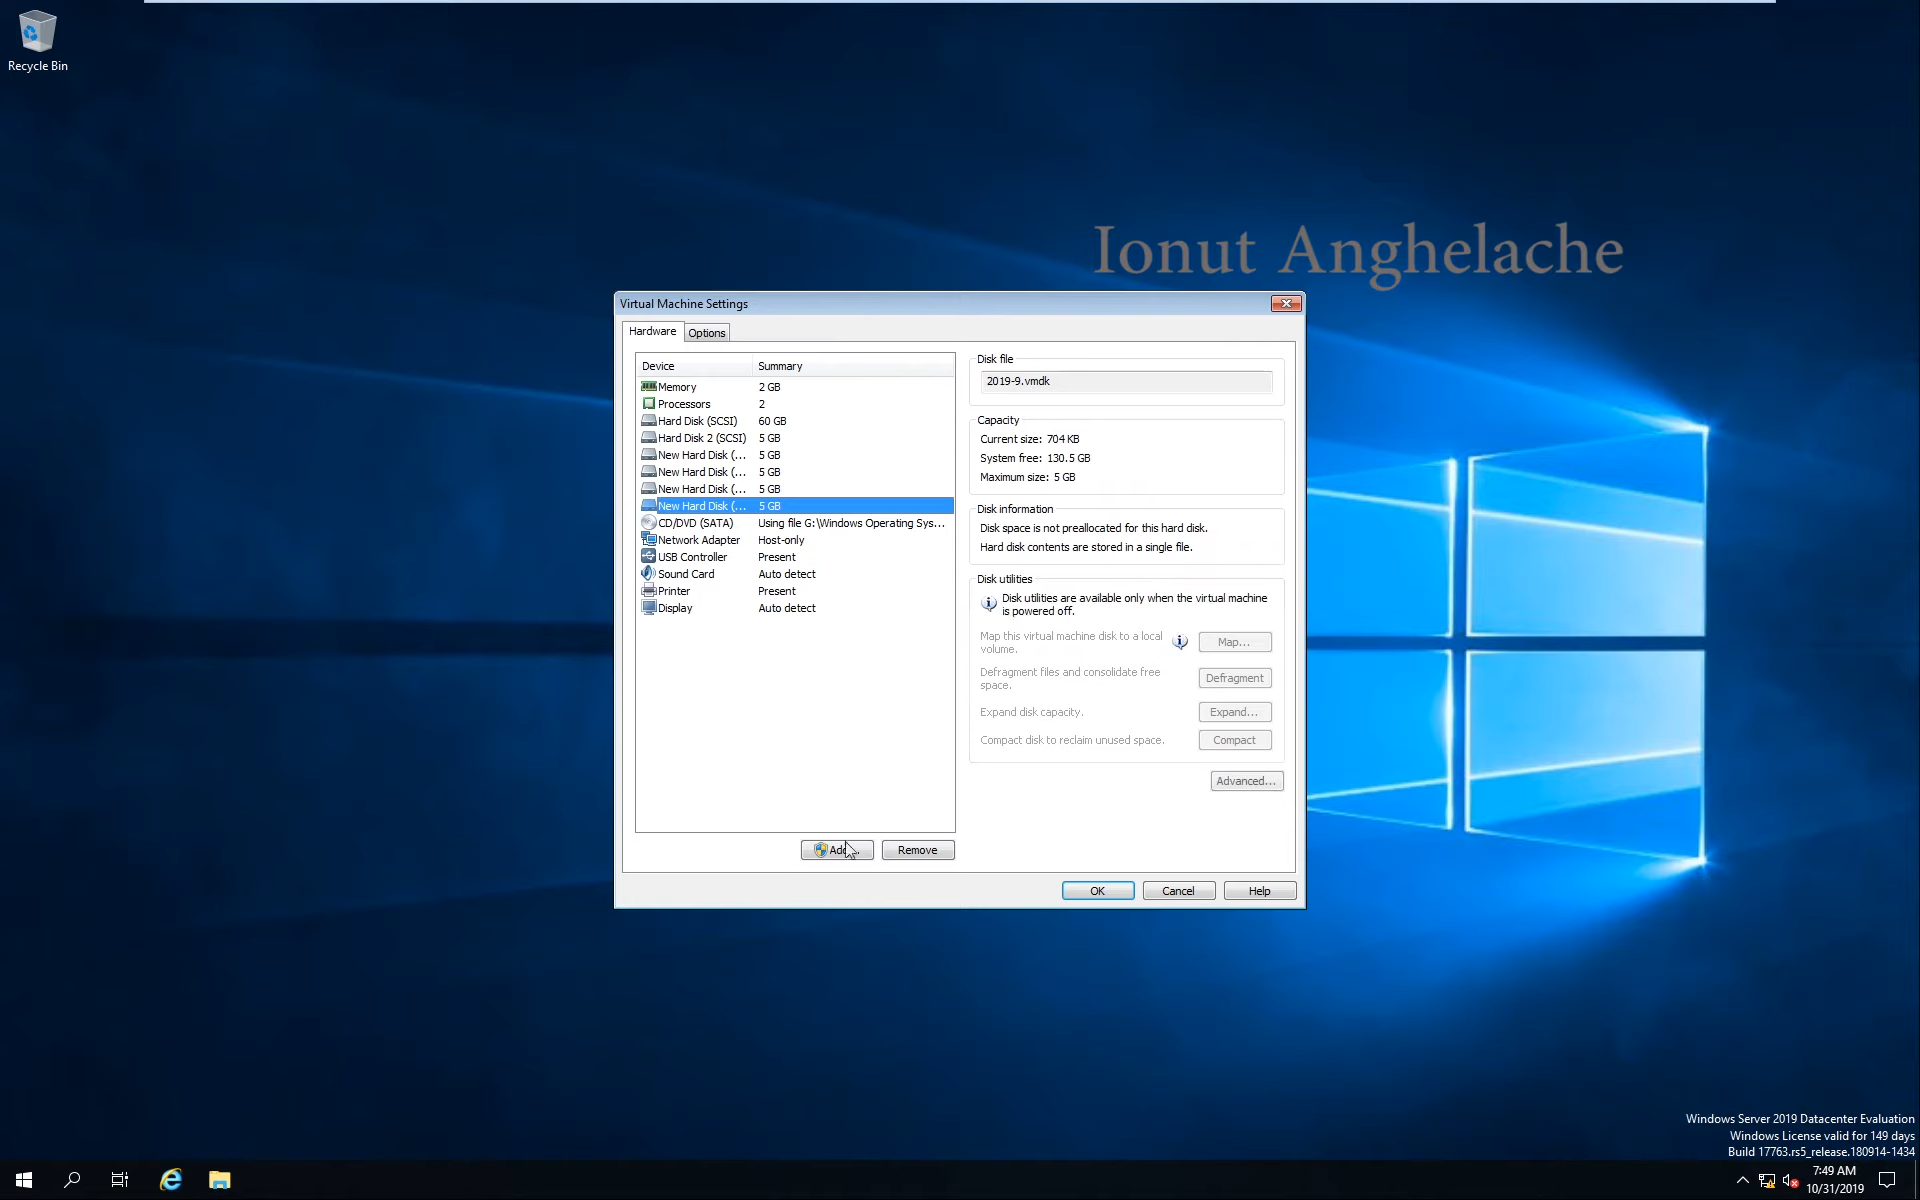 Recycle Bin
Ionut Anghelache
Virtual Machine Settings
Hardware
Options
Device Summary
Memory 2 GB
Processors 2
Hard Disk (SCSI) 60 GB
Hard Disk 2 (SCSI) 5 GB
New Hard Disk (... 5 GB
New Hard Disk (... 5 GB
New Hard Disk (... 5 GB
New Hard Disk (... 5 GB
CD/DVD (SATA) Using file G:\Windows Operating Sys...
Network Adapter Host-only
USB Controller Present
Sound Card Auto detect
Printer Present
Display Auto detect
Add...
Remove
Disk file
2019-9.vmdk
Capacity
Current size: 704 KB
System free: 130.5 GB
Maximum size: 5 GB
Disk information
Disk space is not preallocated for this hard disk.
Hard disk contents are stored in a single file.
Disk utilities
Disk utilities are available only when the virtual machine
is powered off.
Map this virtual machine disk to a local
volume.
Map...
Defragment files and consolidate free
space.
Defragment
Expand disk capacity.
Expand...
Compact disk to reclaim unused space.
Compact
Advanced...
OK
Cancel
Help
Windows Server 2019 Datacenter Evaluation
Windows License valid for 149 days
Build 17763.rs5_release.180914-1434
7:49 AM
10/31/2019